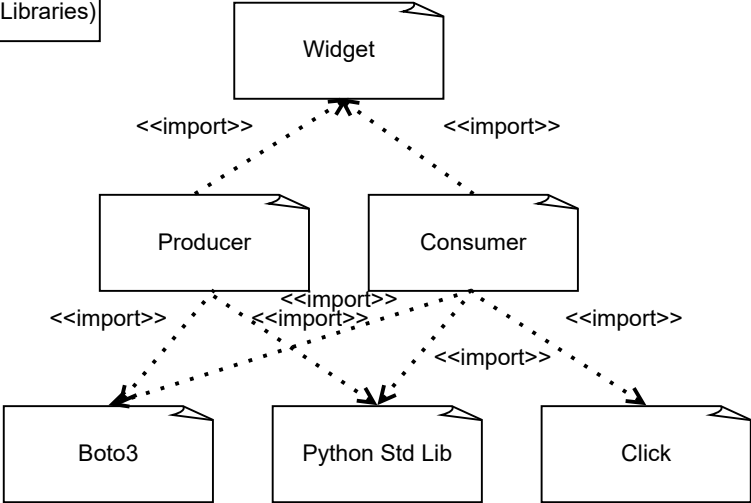 Libraries)
Widget
<<import>>
<<import>>
Producer
Consumer
<<import>>
<<import>>
<<import>>
<<import>>
<<import>>
Boto3
Python Std Lib
Click